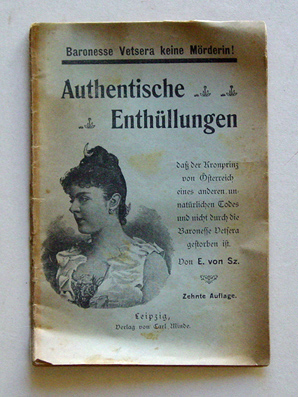 Baronesse Vetsera keine Mörderin!
Authentische
Enthüllungen
daß der Kronprinz
von Österreich
eines anderen un-
natürlichen Todes
und nicht durch die
Baronesse Vetsera
gestorben ist.
Von E. von Sz.
Zehnte Auflage.
Leipzig,
Verlag von Carl Minde.